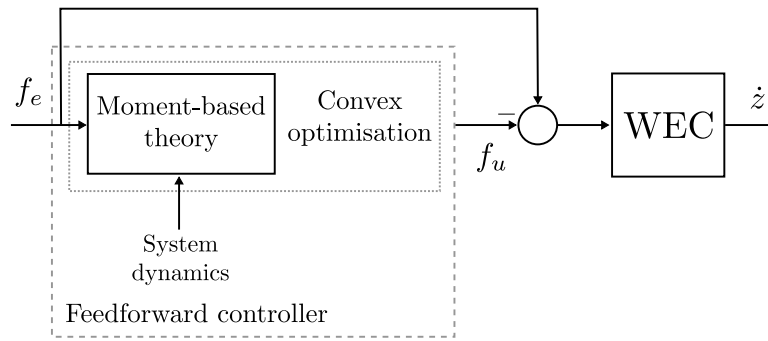 f_e
Moment-based
theory
Convex
optimisation
−
f_u
WEC
ż
System
dynamics
Feedforward controller